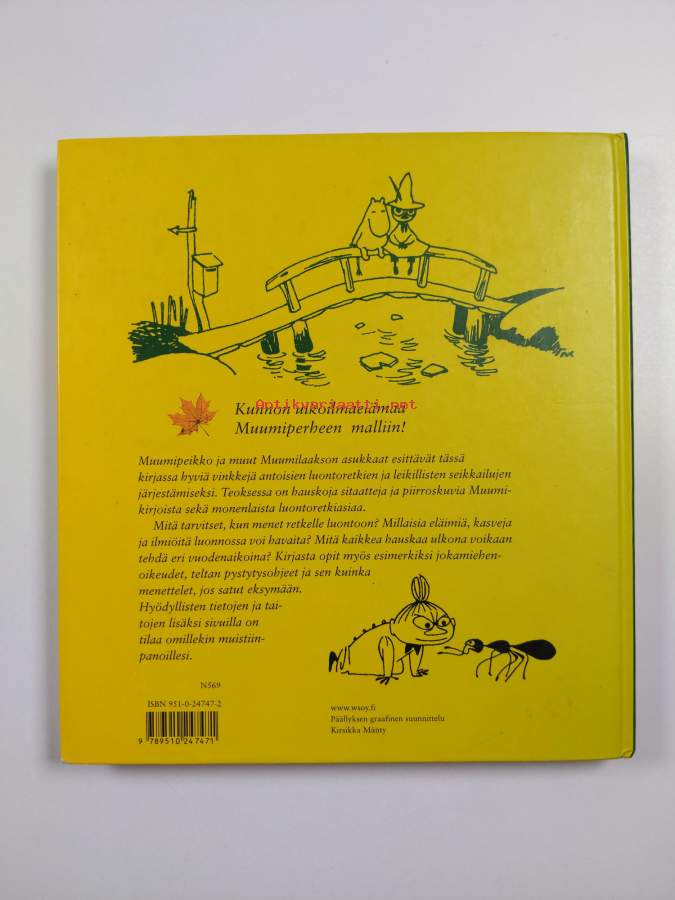 Antikvariaatti.net
Kunnon ulkoilmaelämää
Muumiperheen malliin!
Muumipeikko ja muut Muumilaakson asukkaat esittävät tässä
kirjassa hyviä vinkkejä antoisien luontoretkien ja leikillisten seikkailujen
järjestämiseksi. Teoksessa on hauskoja sitaatteja ja piirroskuvia Muumi-
kirjoista sekä monenlaista luontoretkiasiaa.
Mitä tarvitset, kun menet retkelle luontoon? Millaisia eläimiä, kasveja
ja ilmiöitä luonnossa voi havaita? Mitä kaikkea hauskaa ulkona voikaan
tehdä eri vuodenaikoina? Kirjasta opit myös esimerkiksi jokamiehen-
oikeudet, teltan pystytysohjeet ja sen kuinka
menettelet, jos satut eksymään.
Hyödyllisten tietojen ja tai-
tojen lisäksi sivuilla on
tilaa omillekin muistiin-
panoillesi.
N569
ISBN 951-0-24747-2
9 789510 247471
www.wsoy.fi
Päällyksen graafinen suunnittelu
Kirsikka Mänty